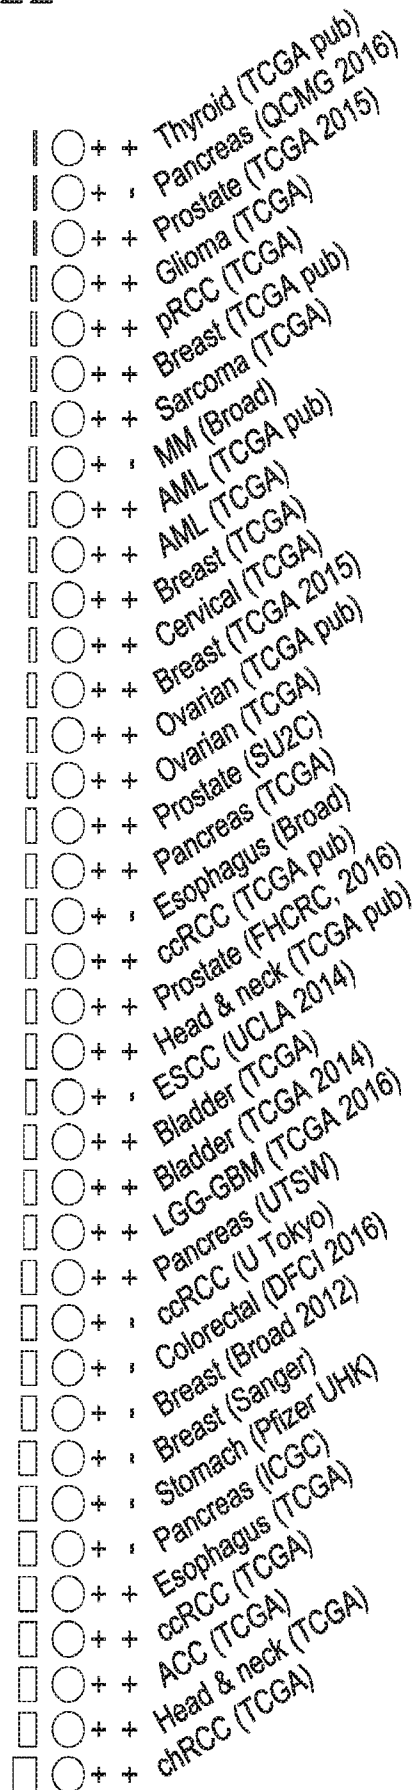 Thyroid (TCGA pub)
+ +
Pancreas (QCMG 2016)
+ -
Prostate (TCGA 2015)
+ +
Glioma (TCGA)
+ +
pRCC (TCGA)
+ +
Breast (TCGA pub)
+ +
Sarcoma (TCGA)
+ +
MM (Broad)
+ -
AML (TCGA pub)
+ +
AML (TCGA)
+ +
Breast (TCGA)
+ +
Cervical (TCGA)
+ +
Breast (TCGA 2015)
+ +
Ovarian (TCGA pub)
+ +
Ovarian (TCGA)
+ +
Prostate (SU2C)
+ +
Pancreas (TCGA)
+ +
Esophagus (Broad)
+ -
ccRCC (TCGA pub)
+ +
Prostate (FHCRC, 2016)
+ +
Head & neck (TCGA pub)
+ +
ESCC (UCLA 2014)
+ -
Bladder (TCGA)
+ +
Bladder (TCGA 2014)
+ +
LGG-GBM (TCGA 2016)
+ +
Pancreas (UTSW)
+ +
ccRCC (U Tokyo)
+ -
Colorectal (DFCI 2016)
+ -
Breast (Broad 2012)
+ -
Breast (Sanger)
+ -
Stomach (Pfizer UHK)
+ -
Pancreas (ICGC)
+ -
Esophagus (TCGA)
+ +
ccRCC (TCGA)
+ +
ACC (TCGA)
+ +
Head & neck (TCGA)
+ +
chRCC (TCGA)
+ +